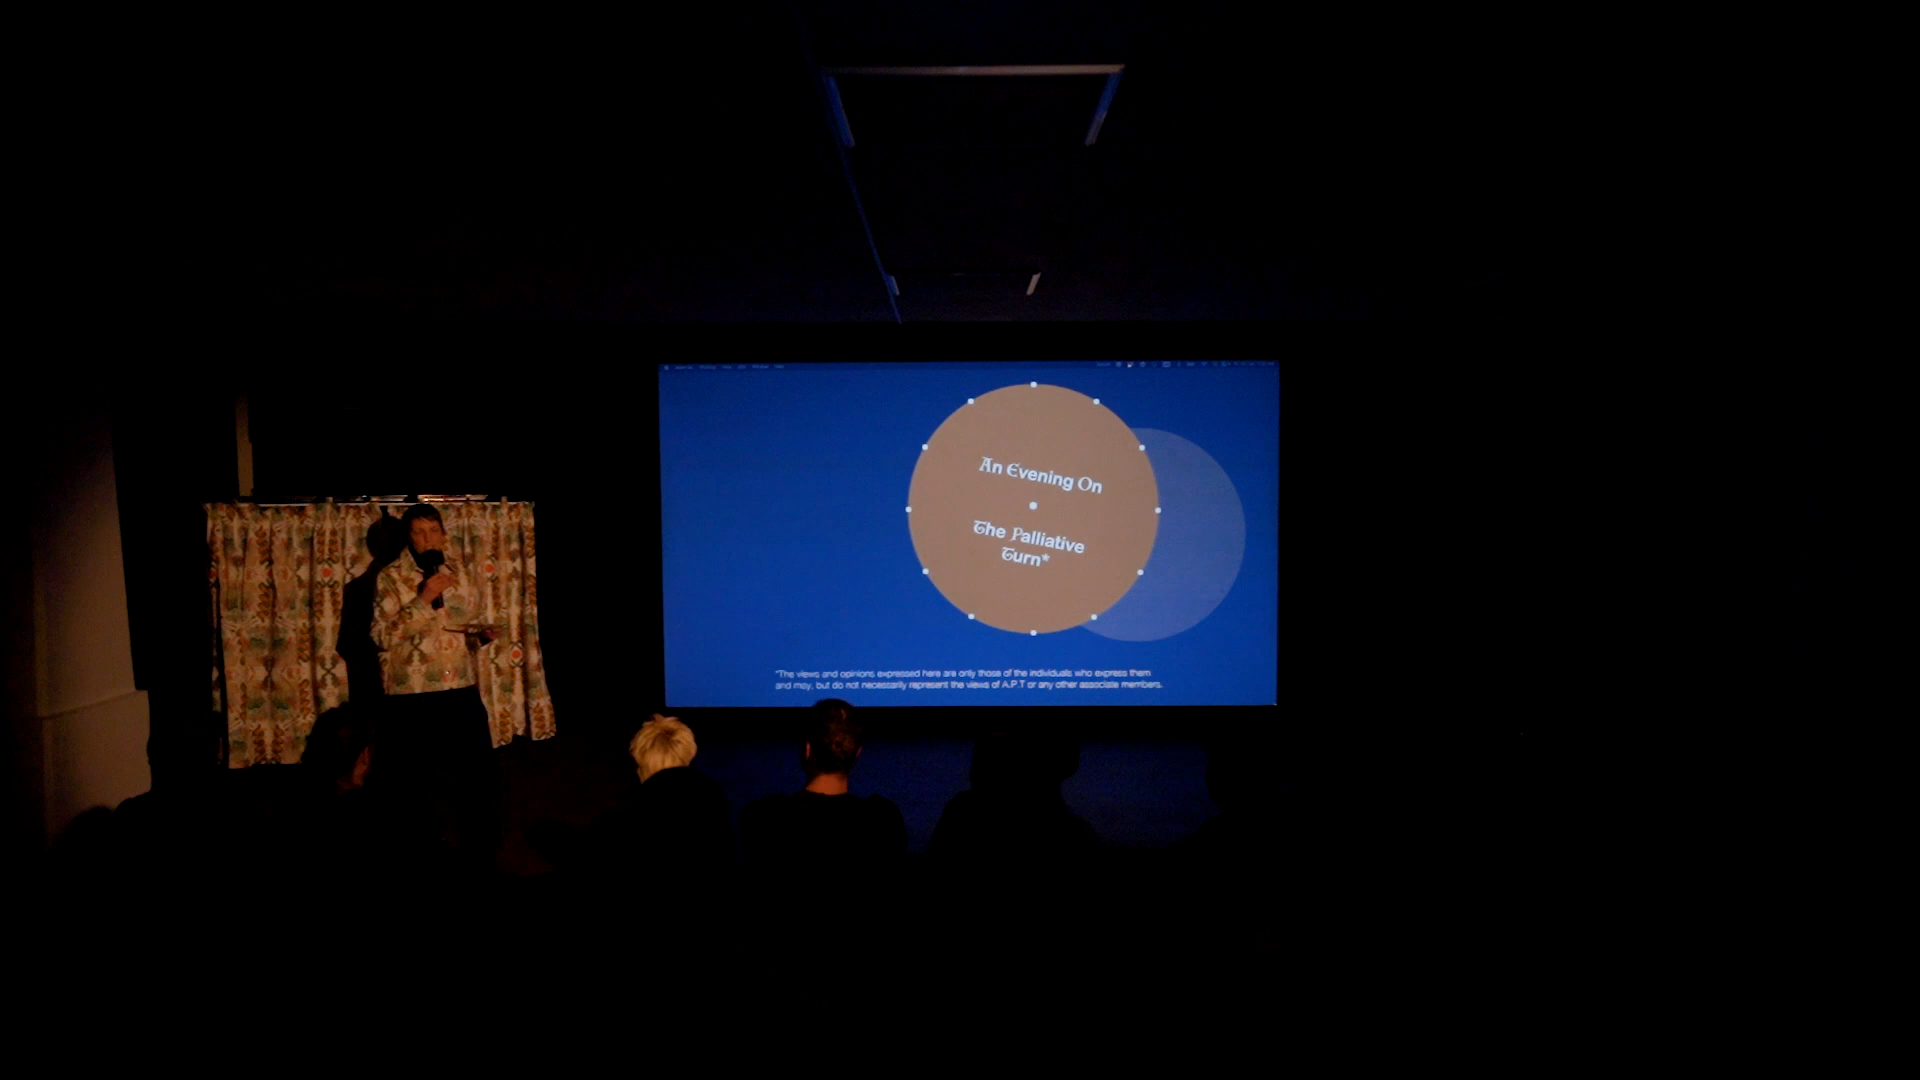 An Evening On
The Palliative
Turn*
*The views and opinions expressed here are only those of the individuals who express them
and may, but do not necessarily represent the views of A.P.T or any other associate members.